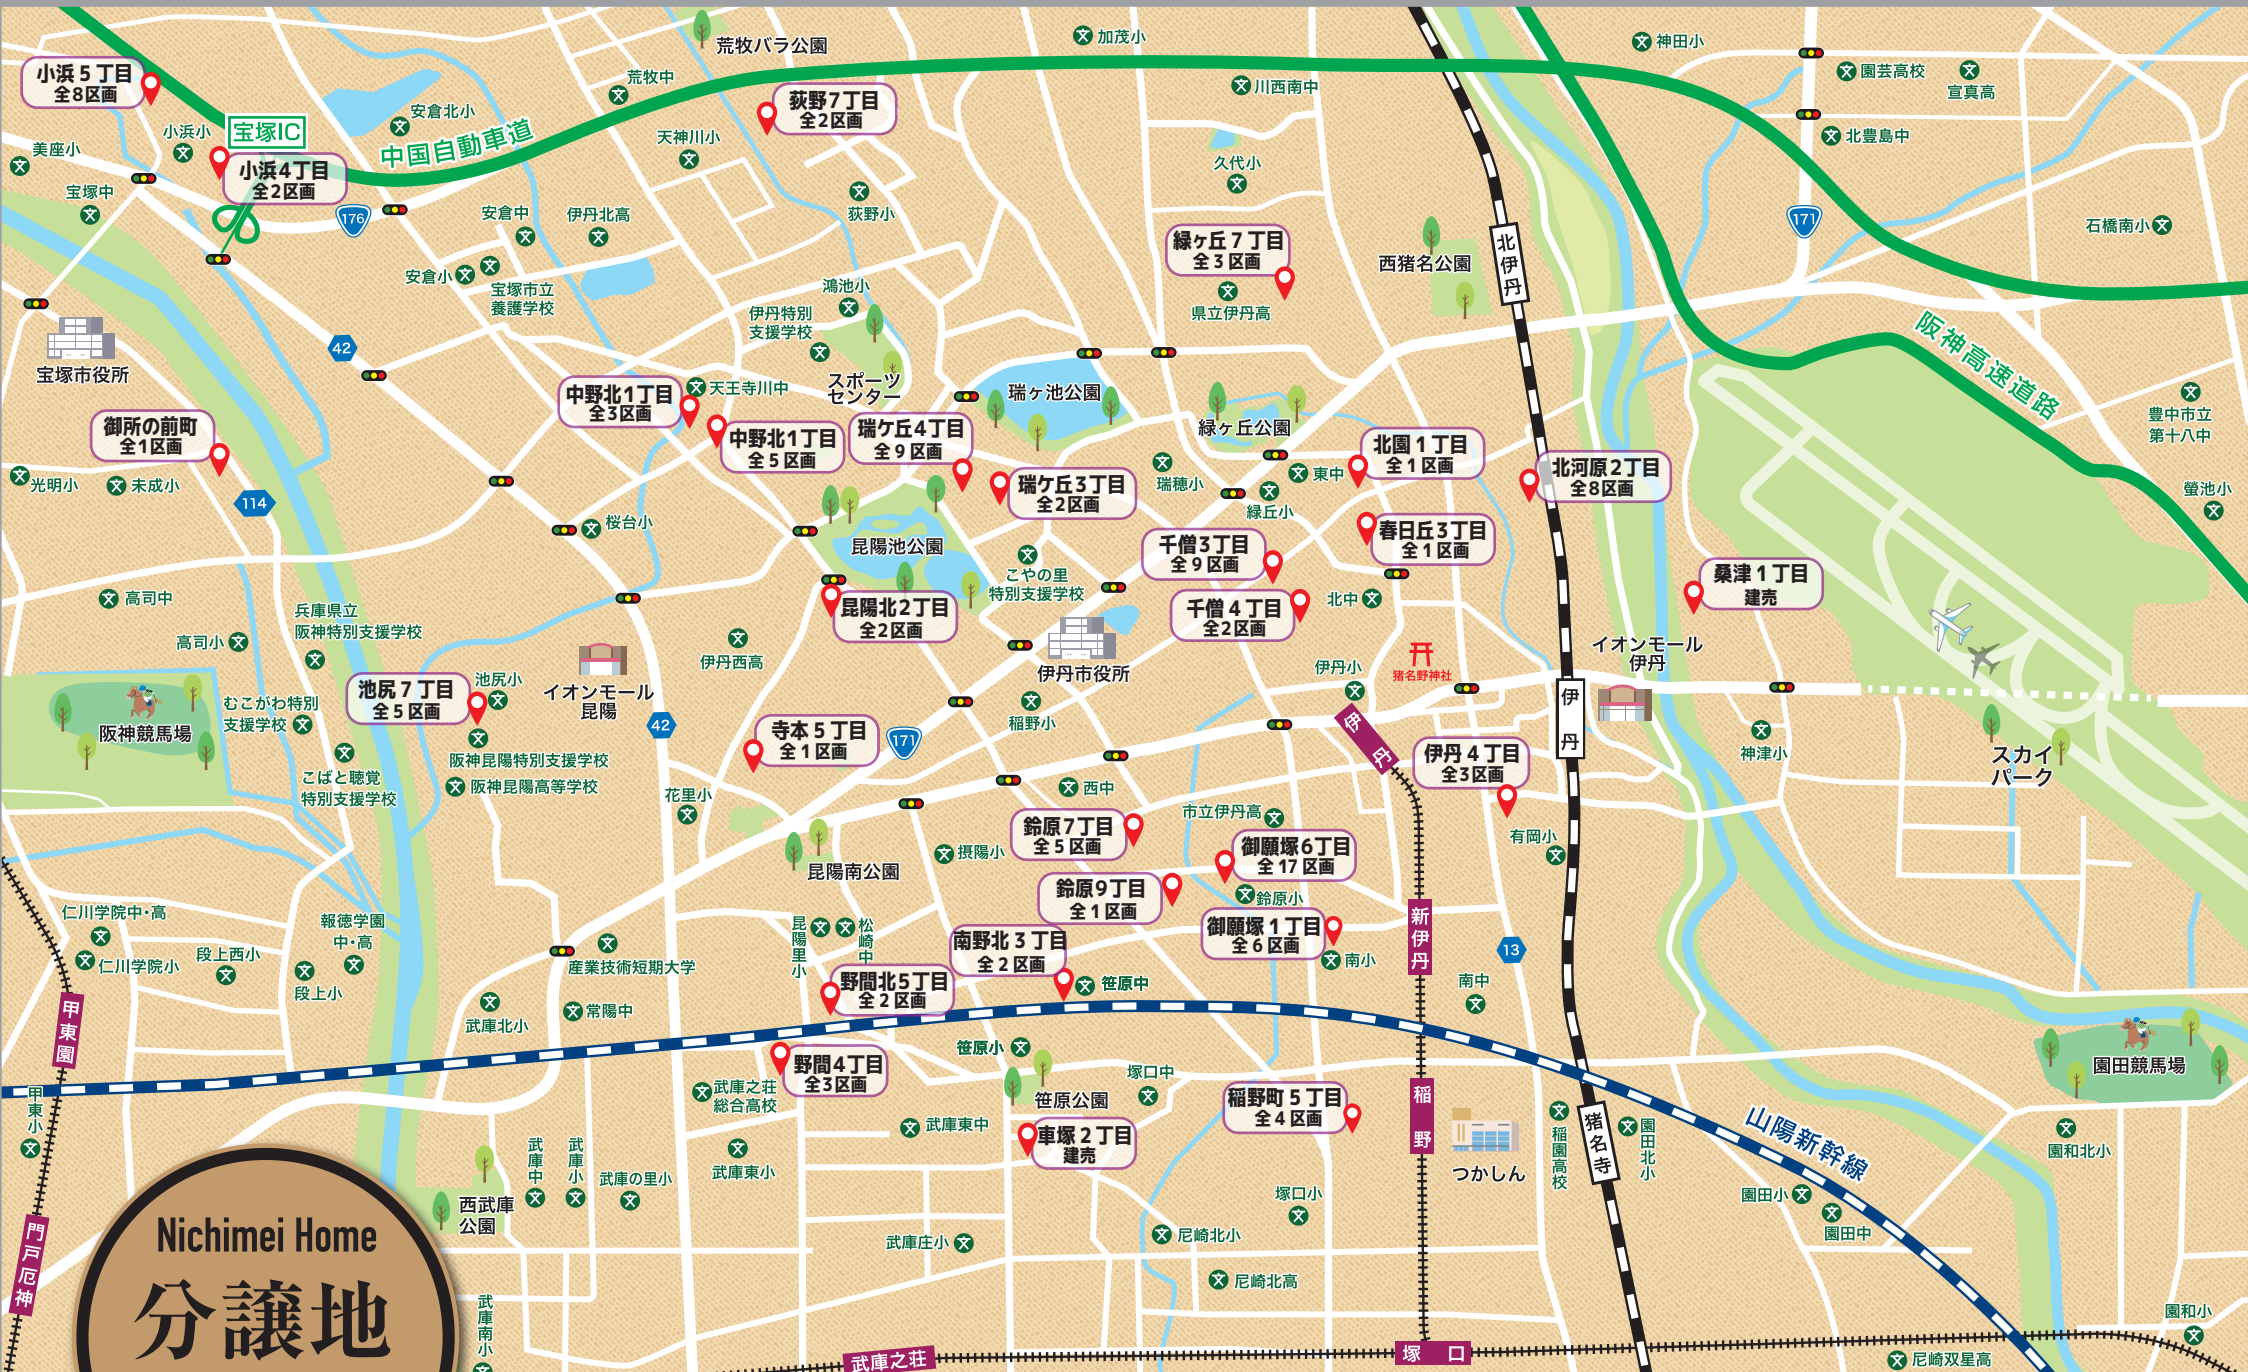 荒牧バラ公園
加茂小
神田小
小浜5丁目
全8区画
荒牧中
川西南中
園芸高校
宣真高
安倉北小
荻野7丁目
全2区画
小浜小
宝塚IC
中国自動車道
天神川小
北豊島中
美座小
小浜4丁目
全2区画
久代小
宝塚中
176
安倉中
伊丹北高
荻野小
171
石橋南小
緑ヶ丘7丁目
全3区画
西猪名公園
北伊丹
安倉小
宝塚市立
養護学校
鴻池小
伊丹特別
支援学校
県立伊丹高
阪神高速道路
42
宝塚市役所
スポーツ
センター
瑞ヶ池公園
中野北1丁目
全3区画
天王寺川中
豊中市立
第十八中
御所の前町
全1区画
中野北1丁目
全5区画
瑞ケ丘4丁目
全9区画
緑ヶ丘公園
北園1丁目
全1区画
北河原2丁目
全8区画
光明小
未成小
114
瑞ケ丘3丁目
全2区画
瑞穂小
東中
緑丘小
螢池小
桜台小
昆陽池公園
千僧3丁目
全9区画
春日丘3丁目
全1区画
こやの里
特別支援学校
桑津1丁目
建売
高司中
兵庫県立
阪神特別支援学校
昆陽北2丁目
全2区画
千僧4丁目
全2区画
北中
高司小
伊丹西高
伊丹市役所
伊丹小
猪名野神社
イオンモール
伊丹
池尻7丁目
全5区画
池尻小
イオンモール
昆陽
むこがわ特別
支援学校
阪神競馬場
42
寺本5丁目
全1区画
171
稲野小
伊丹
伊丹
伊丹4丁目
全3区画
神津小
スカイ
パーク
阪神昆陽特別支援学校
こばと聴覚
特別支援学校
阪神昆陽高等学校
花里小
西中
市立伊丹高
鈴原7丁目
全5区画
有岡小
摂陽小
御願塚6丁目
全17区画
昆陽南公園
鈴原9丁目
全1区画
鈴原小
仁川学院中・高
報徳学園
中・高
昆陽里小
松崎中
御願塚1丁目
全6区画
新伊丹
13
南野北3丁目
全2区画
仁川学院小
段上西小
段上小
産業技術短期大学
南小
野間北5丁目
全2区画
笹原中
南中
武庫北小
常陽中
甲東園
笹原小
野間4丁目
全3区画
園田競馬場
甲東小
武庫之荘
総合高校
笹原公園
塚口中
稲野町5丁目
全4区画
稲野
猪名寺
稲園高校
園田北小
山陽新幹線
武庫東中
車塚2丁目
建売
つかしん
園和北小
武庫中
武庫小
武庫の里小
武庫東小
園田小
園田中
西武庫
公園
塚口小
Nichimei Home
分譲地
門戸厄神
武庫庄小
尼崎北小
尼崎北高
武庫南小
園和小
武庫之荘
塚口
尼崎双星高